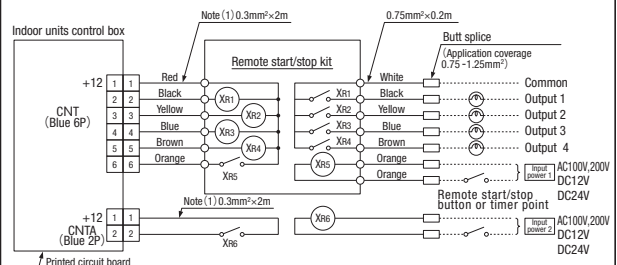 Note（1）0.3mm²×2m
0.75mm²×0.2m
Indoor units control box
Butt splice
（Application coverage
0.75 -1.25mm²）
Remote start/stop kit
+12 1 1 Red White Common
2 2 Black XR1 XR1 Black Output 1
CNT
（Blue 6P）
3 3 Yellow XR2 XR2 Yellow Output 2
4 4 Blue XR3 XR3 Blue Output 3
5 5 Brown XR4 XR4 Brown Output 4
6 6 Orange XR5 XR5 Orange Input power 1 AC100V,200V
Orange DC12V
DC24V
Remote start/stop
button or timer point
Note（1）0.3mm²×2m
+12 1 1 XR6 Input power 2 AC100V,200V
CNTA
（Blue 2P）
2 2 XR6 DC12V
DC24V
Printed circuit board